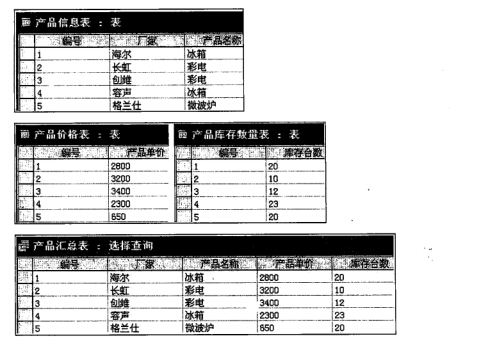 产品信息表 : 表
编号 厂家 产品名称
1 海尔 冰箱
2 长虹 彩电
3 创维 彩电
4 容声 冰箱
5 格兰仕 微波炉
产品价格表 : 表
编号 产品单价
1 2800
2 3200
3 3400
4 2300
5 650
产品库存数量表 : 表
编号 库存台数
1 20
2 10
3 12
4 23
5 20
产品汇总表 : 选择查询
编号 厂家 产品名称 产品单价 库存台数
1 海尔 冰箱 2800 20
2 长虹 彩电 3200 10
3 创维 彩电 3400 12
4 容声 冰箱 2300 23
5 格兰仕 微波炉 650 20